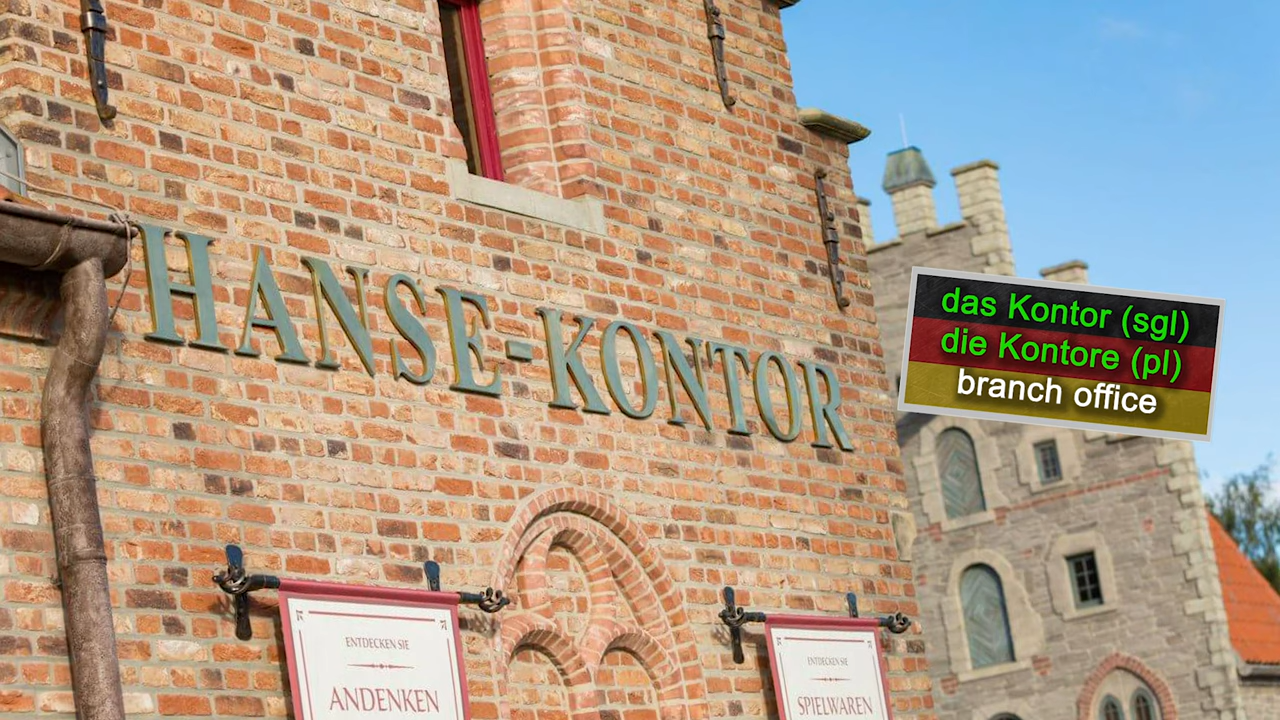 HANSE-KONTOR
das Kontor (sgl)
die Kontore (pl)
branch office
ENTDECKEN SIE
ANDENKEN
ENTDECKEN SIE
SPIELWAREN